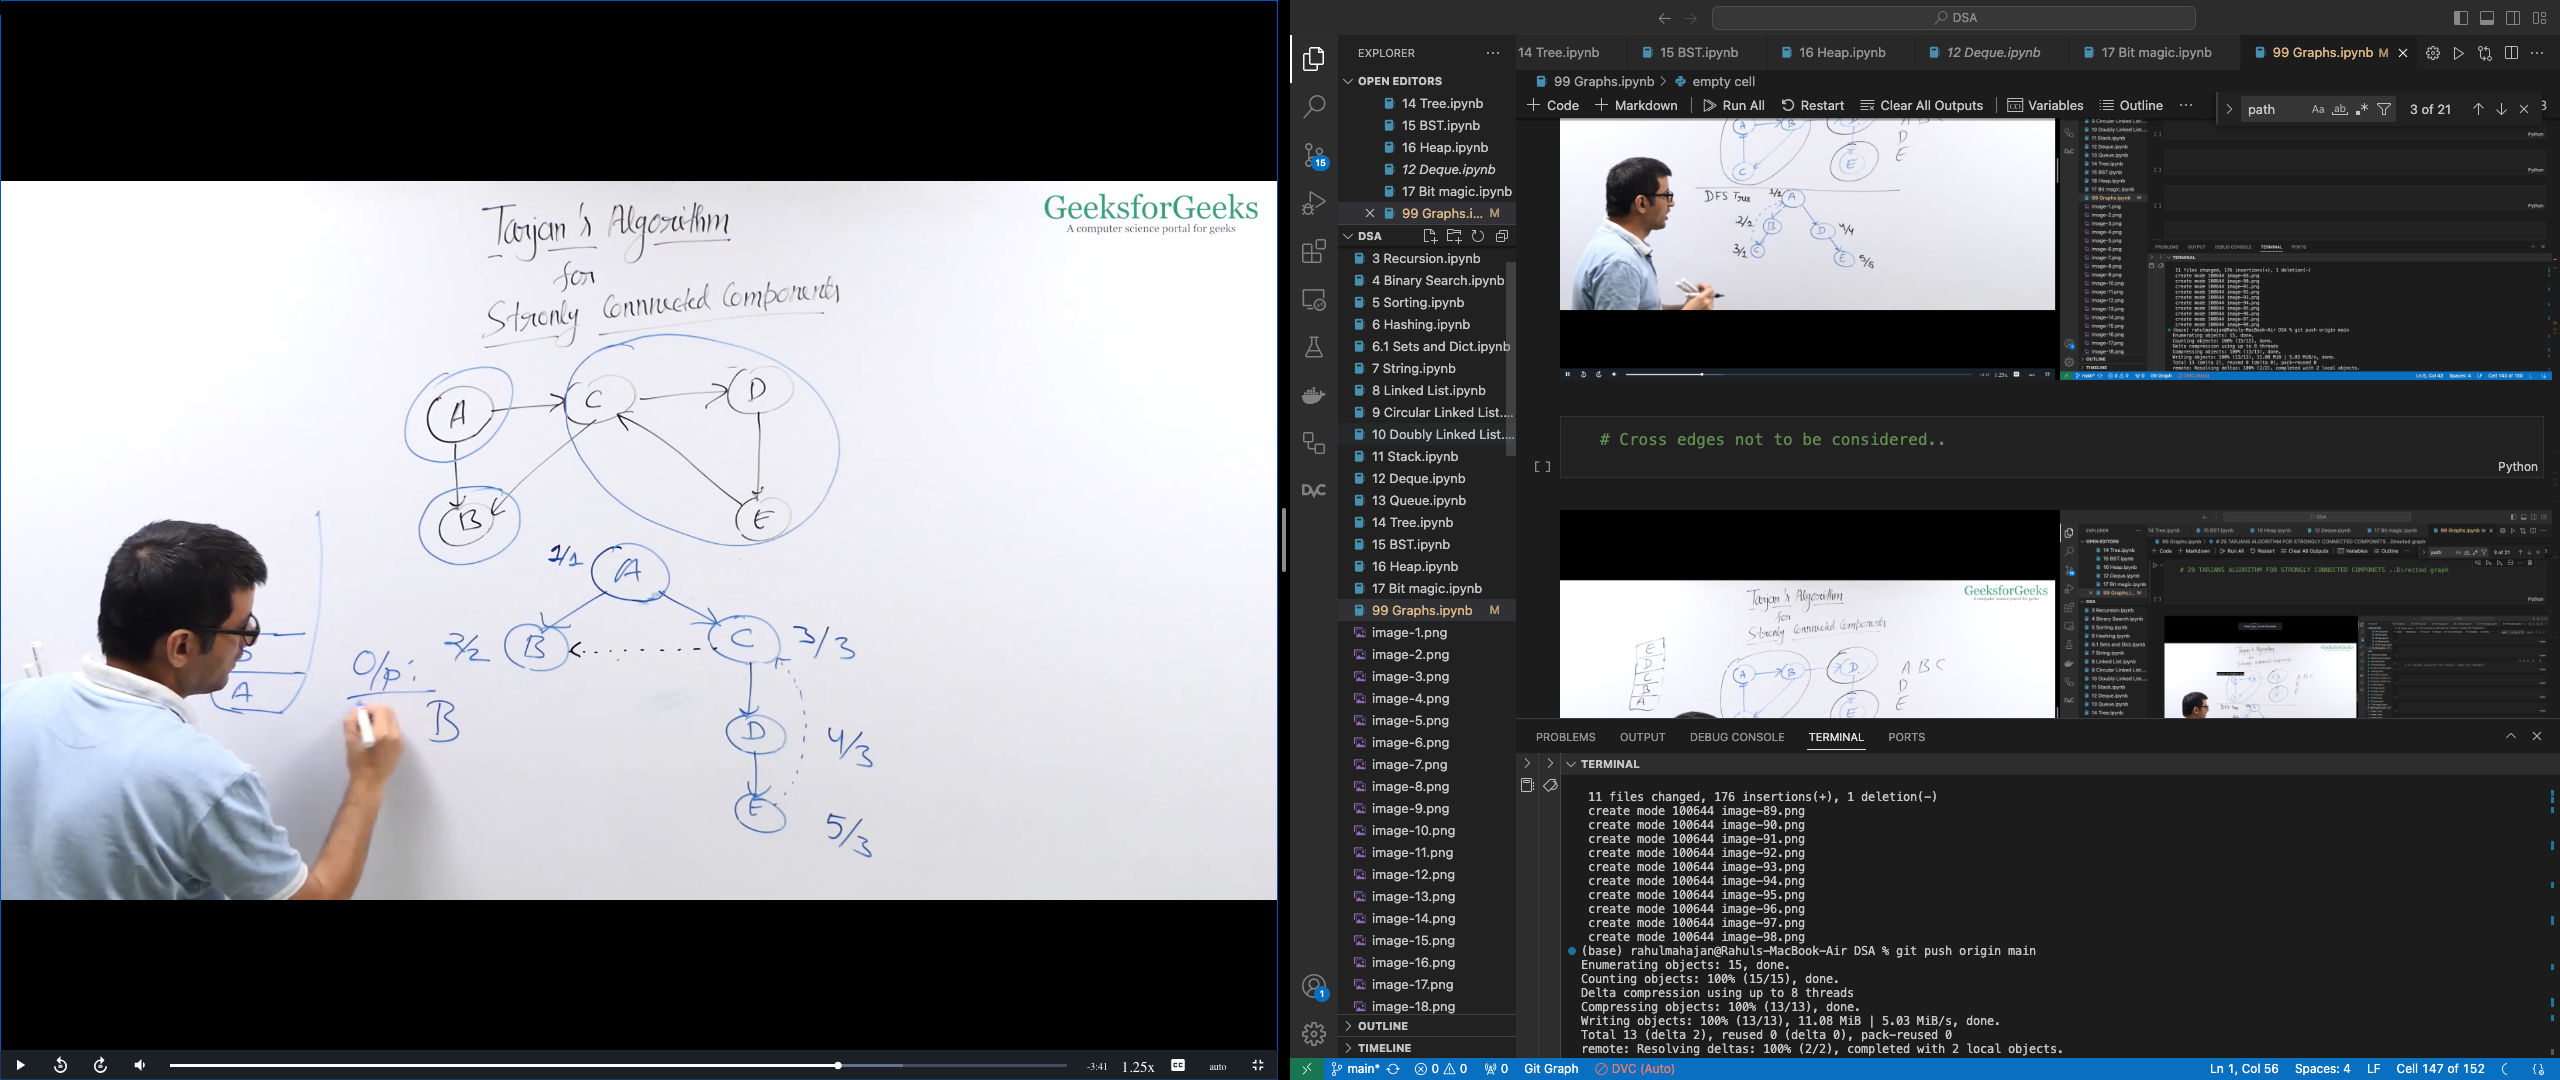 Tarjan's Algorithm
for
Stronly Connnected Components
GeeksforGeeks
A computer science portal for geeks
A
C
D
B
E
1/1
A
2/2
B
C
3/3
O/p:
B
A
D
4/3
E
5/3
-3:41
1.25x
CC
auto
DSA
EXPLORER
OPEN EDITORS
14 Tree.ipynb
15 BST.ipynb
16 Heap.ipynb
12 Deque.ipynb
17 Bit magic.ipynb
99 Graphs.i... M
DSA
3 Recursion.ipynb
4 Binary Search.ipynb
5 Sorting.ipynb
6 Hashing.ipynb
6.1 Sets and Dict.ipynb
7 String.ipynb
8 Linked List.ipynb
9 Circular Linked List....
10 Doubly Linked List....
11 Stack.ipynb
12 Deque.ipynb
13 Queue.ipynb
14 Tree.ipynb
15 BST.ipynb
16 Heap.ipynb
17 Bit magic.ipynb
99 Graphs.ipynb M
image-1.png
image-2.png
image-3.png
image-4.png
image-5.png
image-6.png
image-7.png
image-8.png
image-9.png
image-10.png
image-11.png
image-12.png
image-13.png
image-14.png
image-15.png
image-16.png
image-17.png
image-18.png
OUTLINE
TIMELINE
15
DVC
1
14 Tree.ipynb 15 BST.ipynb 16 Heap.ipynb 12 Deque.ipynb 17 Bit magic.ipynb 99 Graphs.ipynb M
99 Graphs.ipynb > empty cell
+ Code + Markdown Run All Restart Clear All Outputs Variables Outline ...
path Aa ab 3 of 21
DFS Tree
# Cross edges not to be considered..
[ ]
Python
Tarjan's Algorithm
for
Stronly Connnected Components
GeeksforGeeks
A B C
D
E
PROBLEMS OUTPUT DEBUG CONSOLE TERMINAL PORTS
TERMINAL
11 files changed, 176 insertions(+), 1 deletion(-)
create mode 100644 image-89.png
create mode 100644 image-90.png
create mode 100644 image-91.png
create mode 100644 image-92.png
create mode 100644 image-93.png
create mode 100644 image-94.png
create mode 100644 image-95.png
create mode 100644 image-96.png
create mode 100644 image-97.png
create mode 100644 image-98.png
(base) rahulmahajan@Rahuls-MacBook-Air DSA % git push origin main
Enumerating objects: 15, done.
Counting objects: 100% (15/15), done.
Delta compression using up to 8 threads
Compressing objects: 100% (13/13), done.
Writing objects: 100% (13/13), 11.08 MiB | 5.03 MiB/s, done.
Total 13 (delta 2), reused 0 (delta 0), pack-reused 0
remote: Resolving deltas: 100% (2/2), completed with 2 local objects.
main* 0 0 0 Git Graph DVC (Auto) Ln 1, Col 56 Spaces: 4 LF Cell 147 of 152